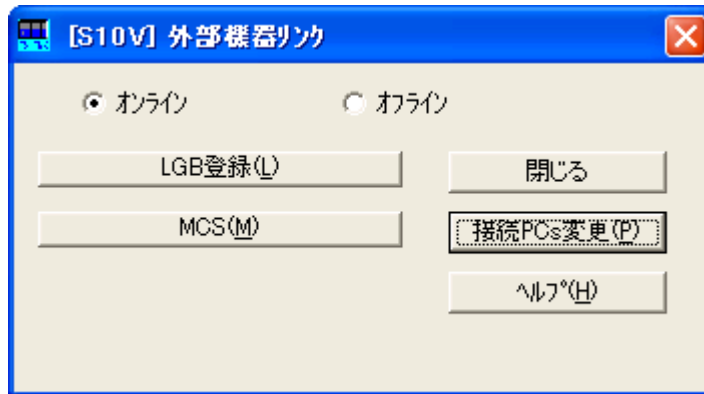 [S10V] 外部機器リンク
オンライン
オフライン
LGB登録(L)
閉じる
MCS(M)
接続PCs変更(P)
ヘルプ(H)